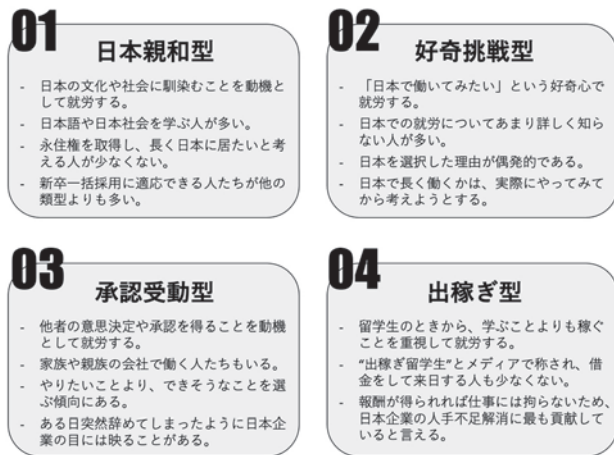 01
日本親和型
- 日本の文化や社会に馴染むことを動機と
して就労する。
- 日本語や日本社会を学ぶ人が多い。
- 永住権を取得し、長く日本に居たいと考
える人が少なくない。
- 新卒一括採用に適応できる人たちが他の
類型よりも多い。
02
好奇挑戦型
- 「日本で働いてみたい」という好奇心で
就労する。
- 日本での就労についてあまり詳しく知ら
ない人が多い。
- 日本を選択した理由が偶発的である。
- 日本で長く働くかは、実際にやってみて
から考えようとする。
03
承認受動型
- 他者の意思決定や承認を得ることを動機
として就労する。
- 家族や親族の会社で働く人たちもいる。
- やりたいことより、できそうなことを選
ぶ傾向にある。
- ある日突然辞めてしまったように日本企
業の目には映ることがある。
04
出稼ぎ型
- 留学生のときから、学ぶことよりも稼ぐ
ことを重視して就労する。
- “出稼ぎ留学生”とメディアで称され、借
金をして来日する人も少なくない。
- 報酬が得られれば仕事には拘らないため、
日本企業の人手不足解消に最も貢献して
いると言える。